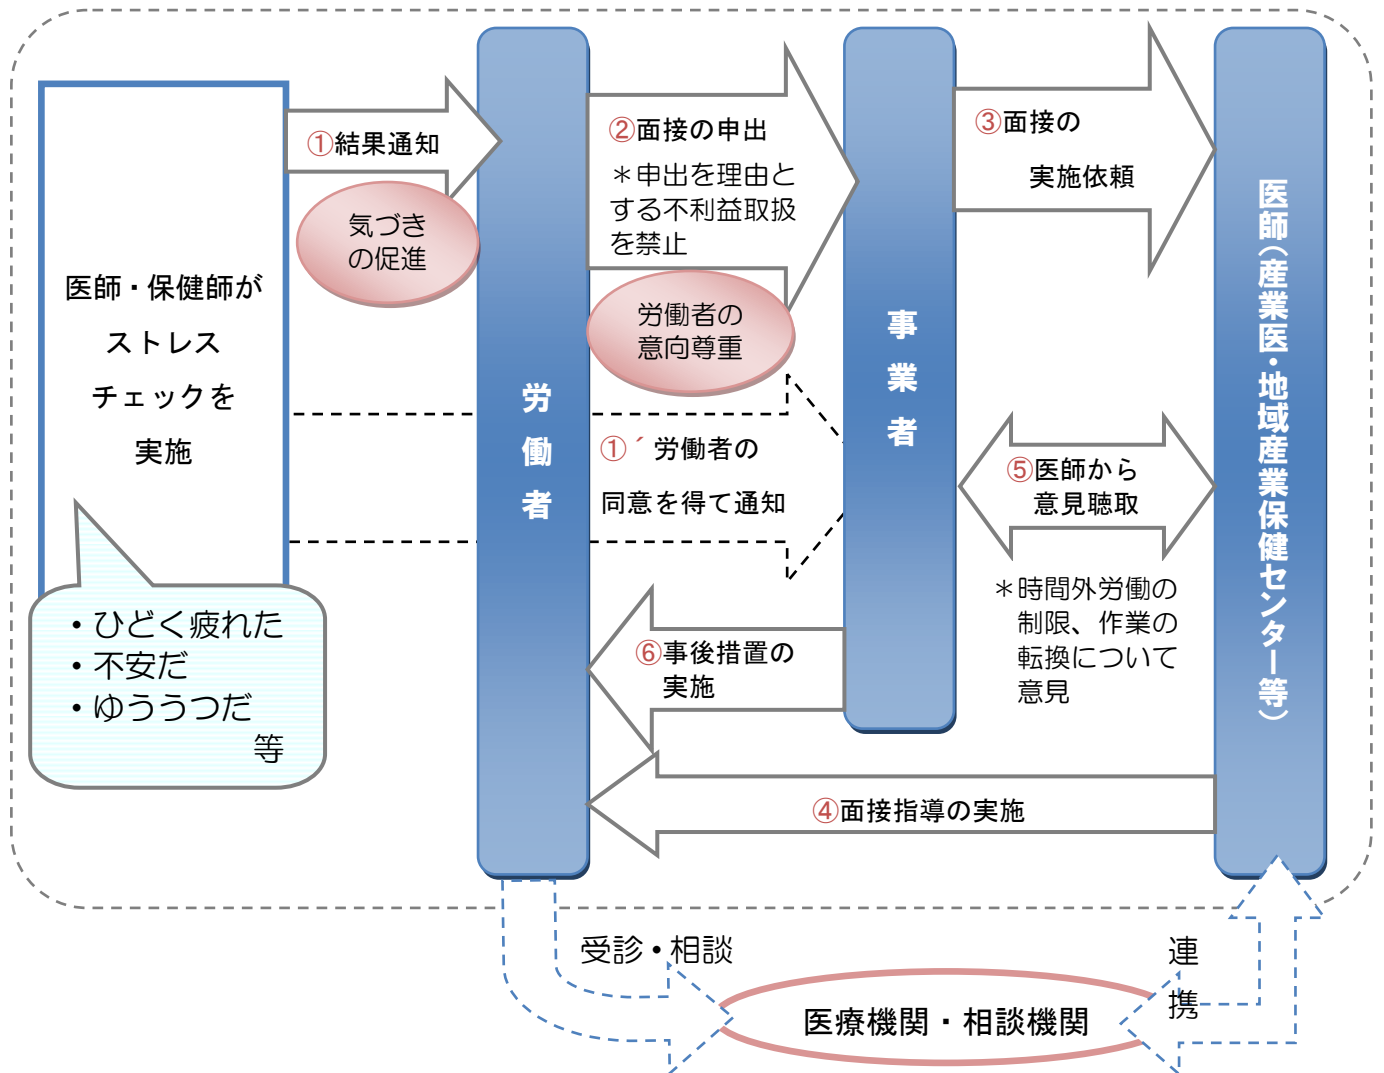 医師・保健師が
ストレス
チェックを
実施
・ひどく疲れた
・不安だ
・ゆううつだ
等
①結果通知
気づき
の促進
労働者
②面接の申出
＊申出を理由と
する不利益取扱
を禁止
労働者の
意向尊重
①´労働者の
同意を得て通知
事業者
③面接の
実施依頼
医師（産業医・地域産業保健センター等）
⑤医師から
意見聴取
＊時間外労働の
制限、作業の
転換について
意見
⑥事後措置の
実施
④面接指導の実施
受診・相談
連
携
医療機関・相談機関